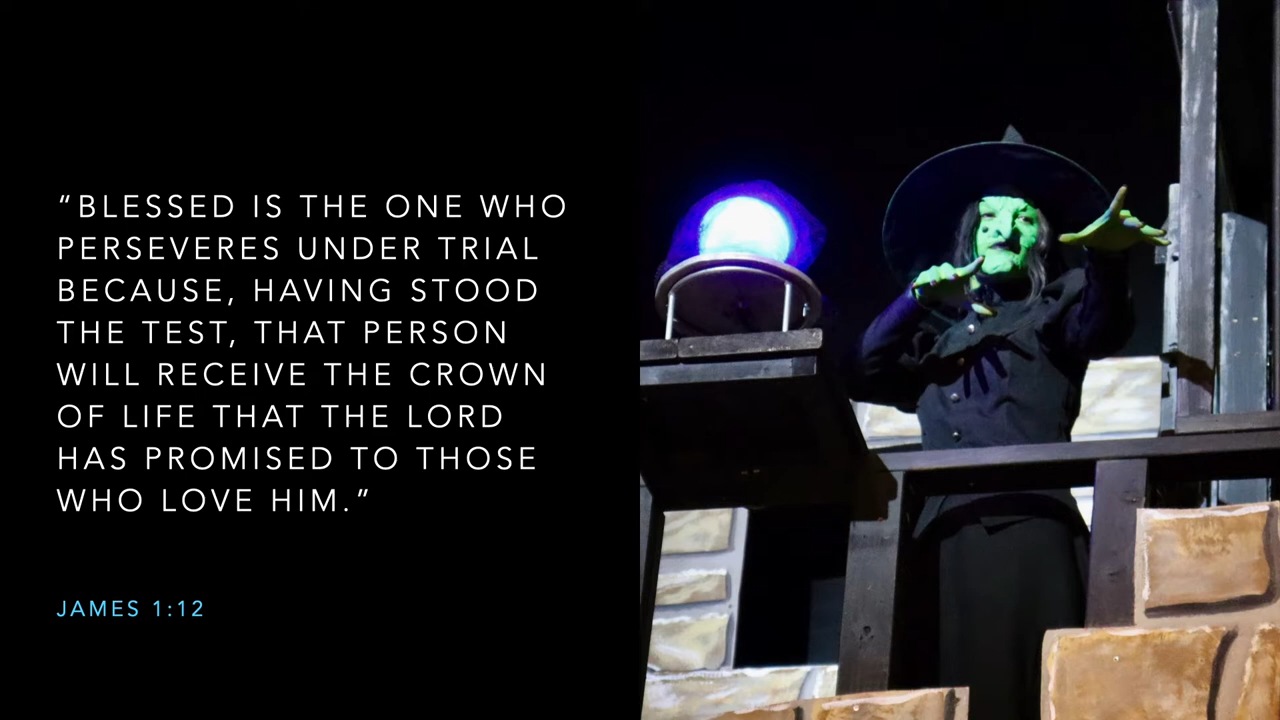 “BLESSED IS THE ONE WHO
PERSEVERES UNDER TRIAL
BECAUSE, HAVING STOOD
THE TEST, THAT PERSON
WILL RECEIVE THE CROWN
OF LIFE THAT THE LORD
HAS PROMISED TO THOSE
WHO LOVE HIM.”
JAMES 1:12